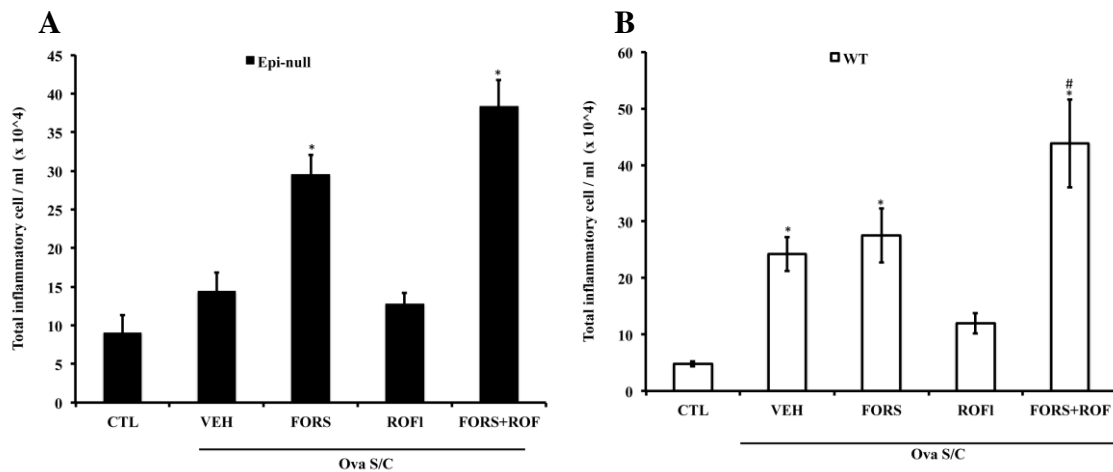 A
Epi-null
Total inflammatory cell / ml (x 10^4)
45
40
35
30
25
20
15
10
5
0
*
*
CTL VEH FORS ROFl FORS+ROF
Ova S/C
B
WT
Total inflammatory cell / ml (x 10^4)
60
50
40
30
20
10
0
*
*
#
*
CTL VEH FORS ROFl FORS+ROF
Ova S/C